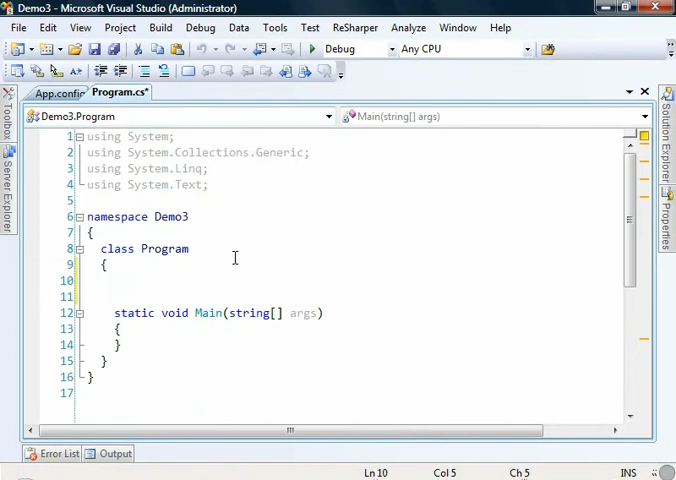 Demo3 - Microsoft Visual Studio (Administrator)
File Edit View Project Build Debug Data Tools Test ReSharper Analyze Window Help
Debug Any CPU
App.config Program.cs*
Demo3.Program Main(string[] args)
1 using System;
2 using System.Collections.Generic;
3 using System.Linq;
4 using System.Text;
5
6 namespace Demo3
7 {
8 class Program
9 {
10
11
12 static void Main(string[] args)
13 {
14 }
15 }
16 }
17
Toolbox
Server Explorer
Solution Explorer
Properties
Error List Output
Ln 10 Col 5 Ch 5 INS